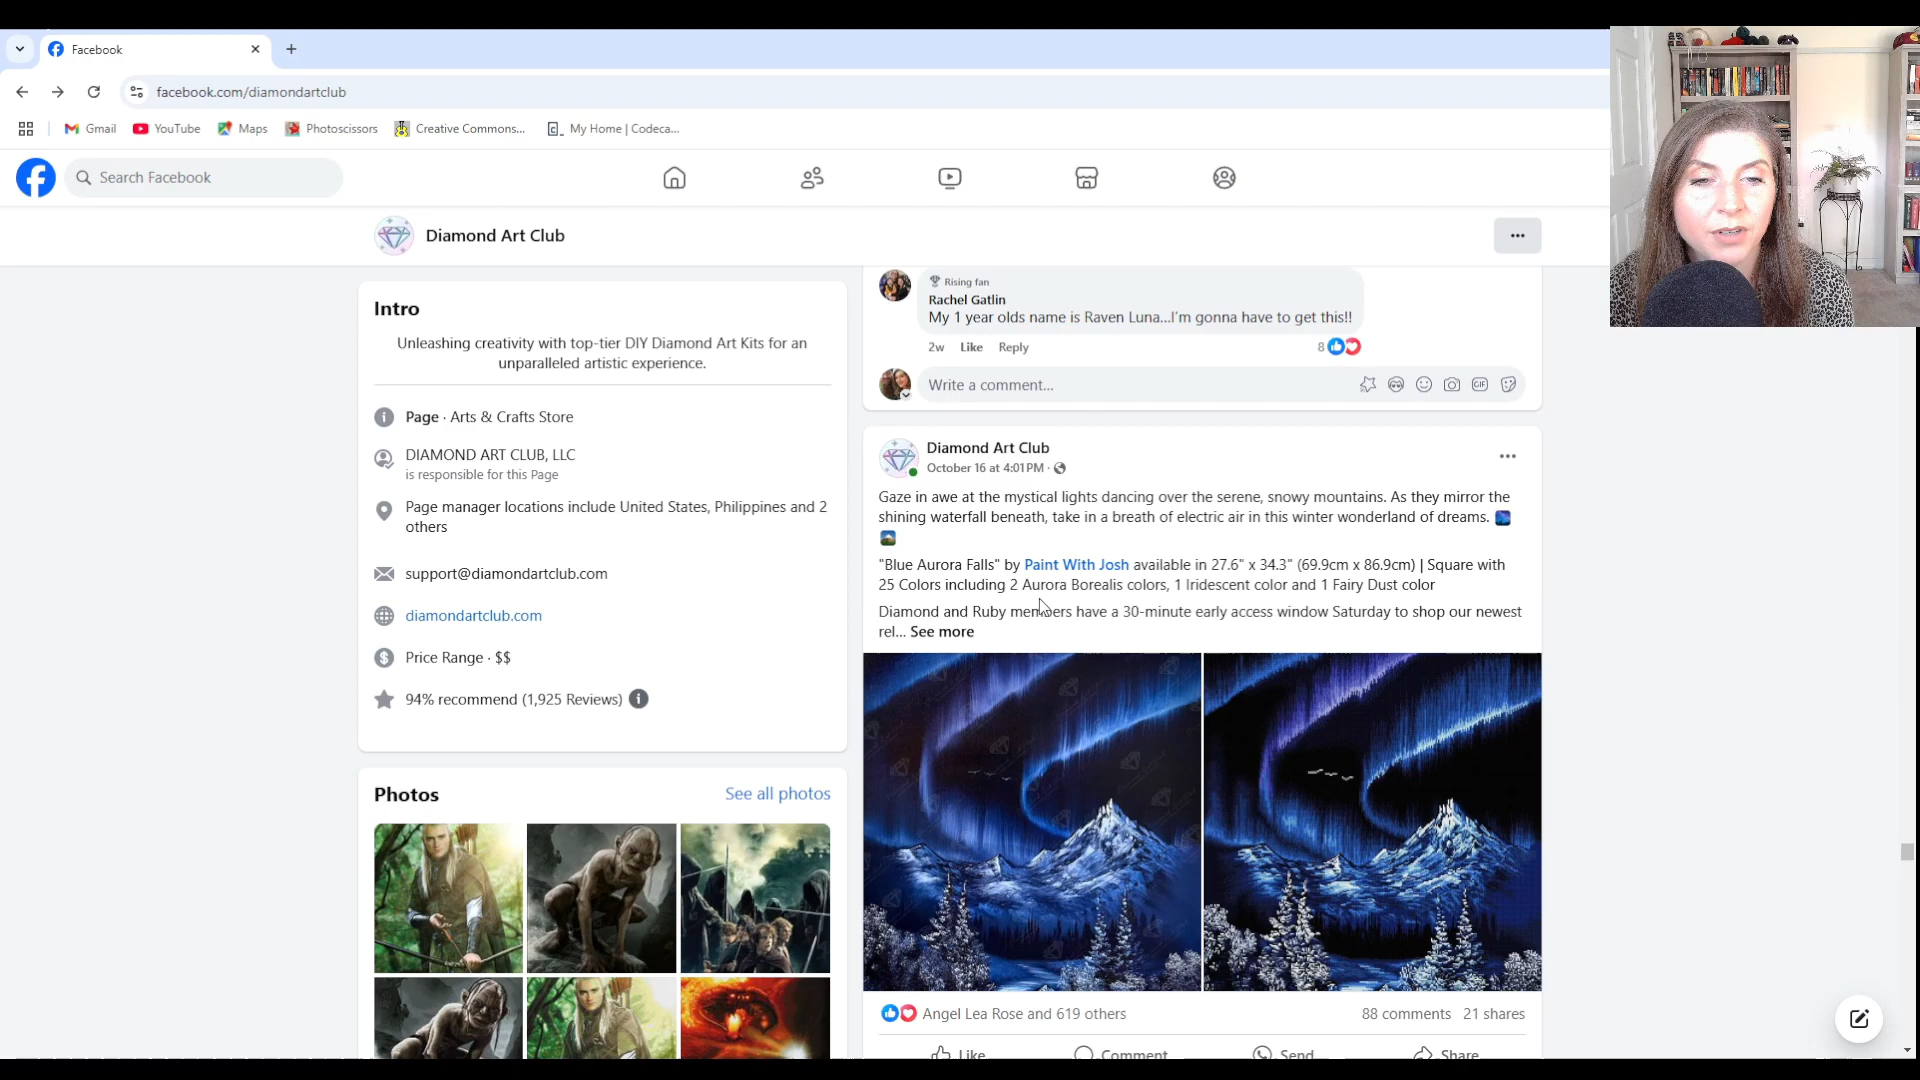 Facebook
facebook.com/diamondartclub
Gmail
YouTube
Maps
Photoscissors
Creative Commons...
My Home | Codeca...
Search Facebook
Diamond Art Club
Intro
Unleashing creativity with top-tier DIY Diamond Art Kits for an
unparalleled artistic experience.
Page · Arts & Crafts Store
DIAMOND ART CLUB, LLC
is responsible for this Page
Page manager locations include United States, Philippines and 2
others
support@diamondartclub.com
diamondartclub.com
Price Range · $$
94% recommend (1,925 Reviews)
Photos
See all photos
Rising fan
Rachel Gatlin
My 1 year olds name is Raven Luna...I'm gonna have to get this!!
2w Like Reply
8
Write a comment...
GIF
Diamond Art Club
October 16 at 4:01 PM ·
Gaze in awe at the mystical lights dancing over the serene, snowy mountains. As they mirror the
shining waterfall beneath, take in a breath of electric air in this winter wonderland of dreams.
"Blue Aurora Falls" by Paint With Josh available in 27.6" x 34.3" (69.9cm x 86.9cm) | Square with
25 Colors including 2 Aurora Borealis colors, 1 Iridescent color and 1 Fairy Dust color
Diamond and Ruby members have a 30-minute early access window Saturday to shop our newest
rel... See more
Angel Lea Rose and 619 others
88 comments 21 shares
Like
Comment
Send
Share